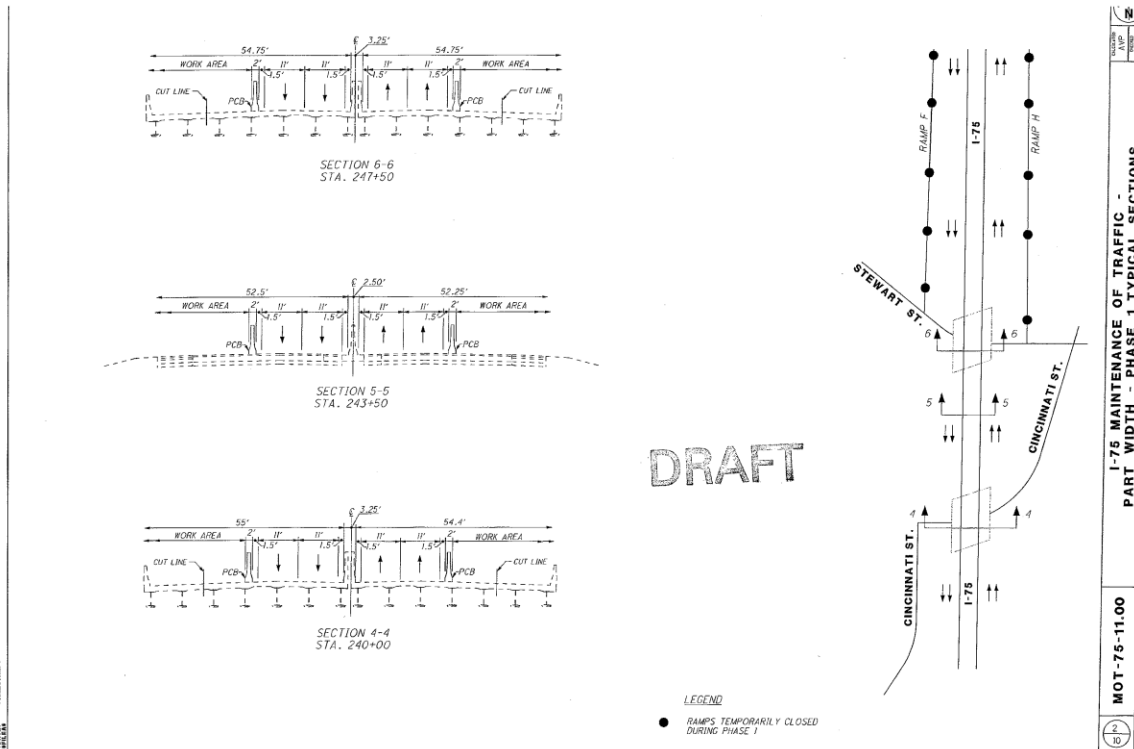 3.25'
54.75' 54.75'
WORK AREA 2' 11' 11' 11' 11' 2' WORK AREA
1.5' 1.5' 1.5'
CUT LINE CUT LINE
PCB PCB
SECTION 6-6
STA. 247+50
2.50'
52.5' 52.25'
WORK AREA 2' 11' 11' 11' 11' 2' WORK AREA
1.5' 1.5' 1.5' 1.5'
PCB PCB
SECTION 5-5
STA. 243+50
3.25'
55' 54.4'
WORK AREA 2' 11' 11' 11' 11' 2' WORK AREA
1.5' 1.5' 1.5' 1.5'
CUT LINE CUT LINE
PCB PCB
SECTION 4-4
STA. 240+00
DRAFT
RAMP F
I-75
RAMP H
STEWART ST.
6 6
5 5
CINCINNATI ST.
4 4
CINCINNATI ST.
I-75
LEGEND
RAMPS TEMPORARILY CLOSED
DURING PHASE 1
N
I-75 MAINTENANCE OF TRAFFIC -
PART WIDTH - PHASE 1 TYPICAL SECTIONS
MOT-75-11.00
2
10